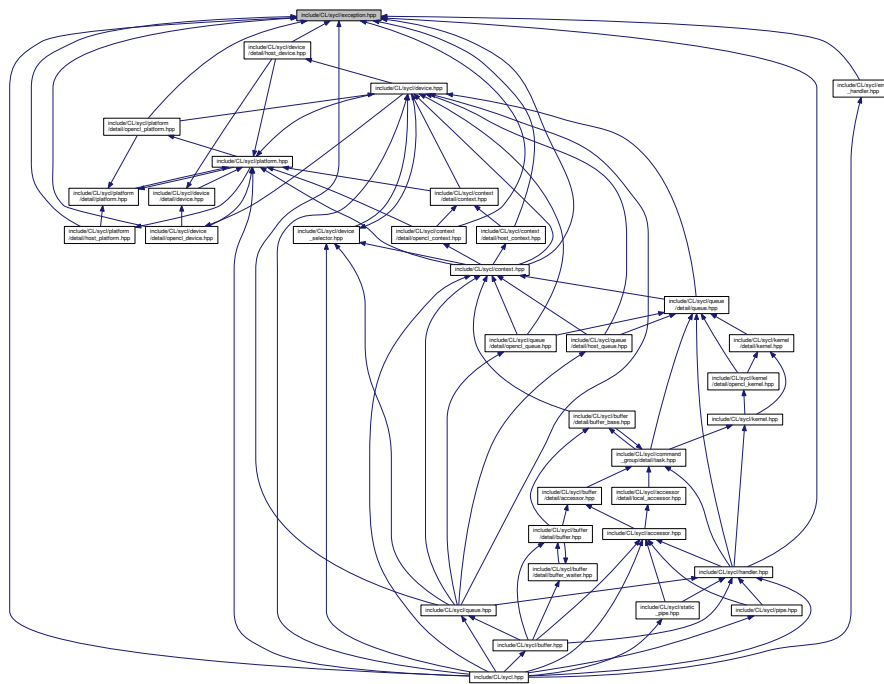 include/CL/sycl/exception.hpp
include/CL/sycl/device
/detail/host_device.hpp
include/CL/sycl/device.hpp
include/CL/sycl/err
_handler.hpp
include/CL/sycl/platform
/detail/opencl_platform.hpp
include/CL/sycl/platform.hpp
include/CL/sycl/platform
/detail/platform.hpp
include/CL/sycl/device
/detail/device.hpp
include/CL/sycl/context
/detail/context.hpp
include/CL/sycl/platform
/detail/host_platform.hpp
include/CL/sycl/device
/detail/opencl_device.hpp
include/CL/sycl/device
_selector.hpp
include/CL/sycl/context
/detail/opencl_context.hpp
include/CL/sycl/context
/detail/host_context.hpp
include/CL/sycl/context.hpp
include/CL/sycl/queue
/detail/queue.hpp
include/CL/sycl/queue
/detail/opencl_queue.hpp
include/CL/sycl/queue
/detail/host_queue.hpp
include/CL/sycl/kernel
/detail/kernel.hpp
include/CL/sycl/kernel
/detail/opencl_kernel.hpp
include/CL/sycl/buffer
/detail/buffer_base.hpp
include/CL/sycl/kernel.hpp
include/CL/sycl/command
_group/detail/task.hpp
include/CL/sycl/buffer
/detail/accessor.hpp
include/CL/sycl/accessor
/detail/local_accessor.hpp
include/CL/sycl/buffer
/detail/buffer.hpp
include/CL/sycl/accessor.hpp
include/CL/sycl/buffer
/detail/buffer_waiter.hpp
include/CL/sycl/handler.hpp
include/CL/sycl/queue.hpp
include/CL/sycl/static
_pipe.hpp
include/CL/sycl/pipe.hpp
include/CL/sycl/buffer.hpp
include/CL/sycl.hpp